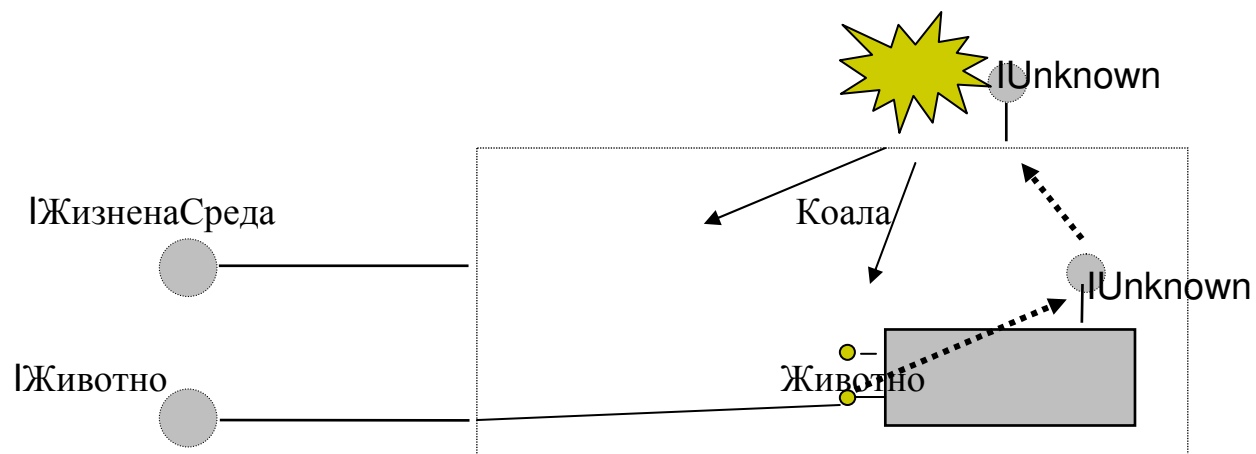 IUnknown
IЖизненаСреда
Коала
IUnknown
IЖивотно
Животно